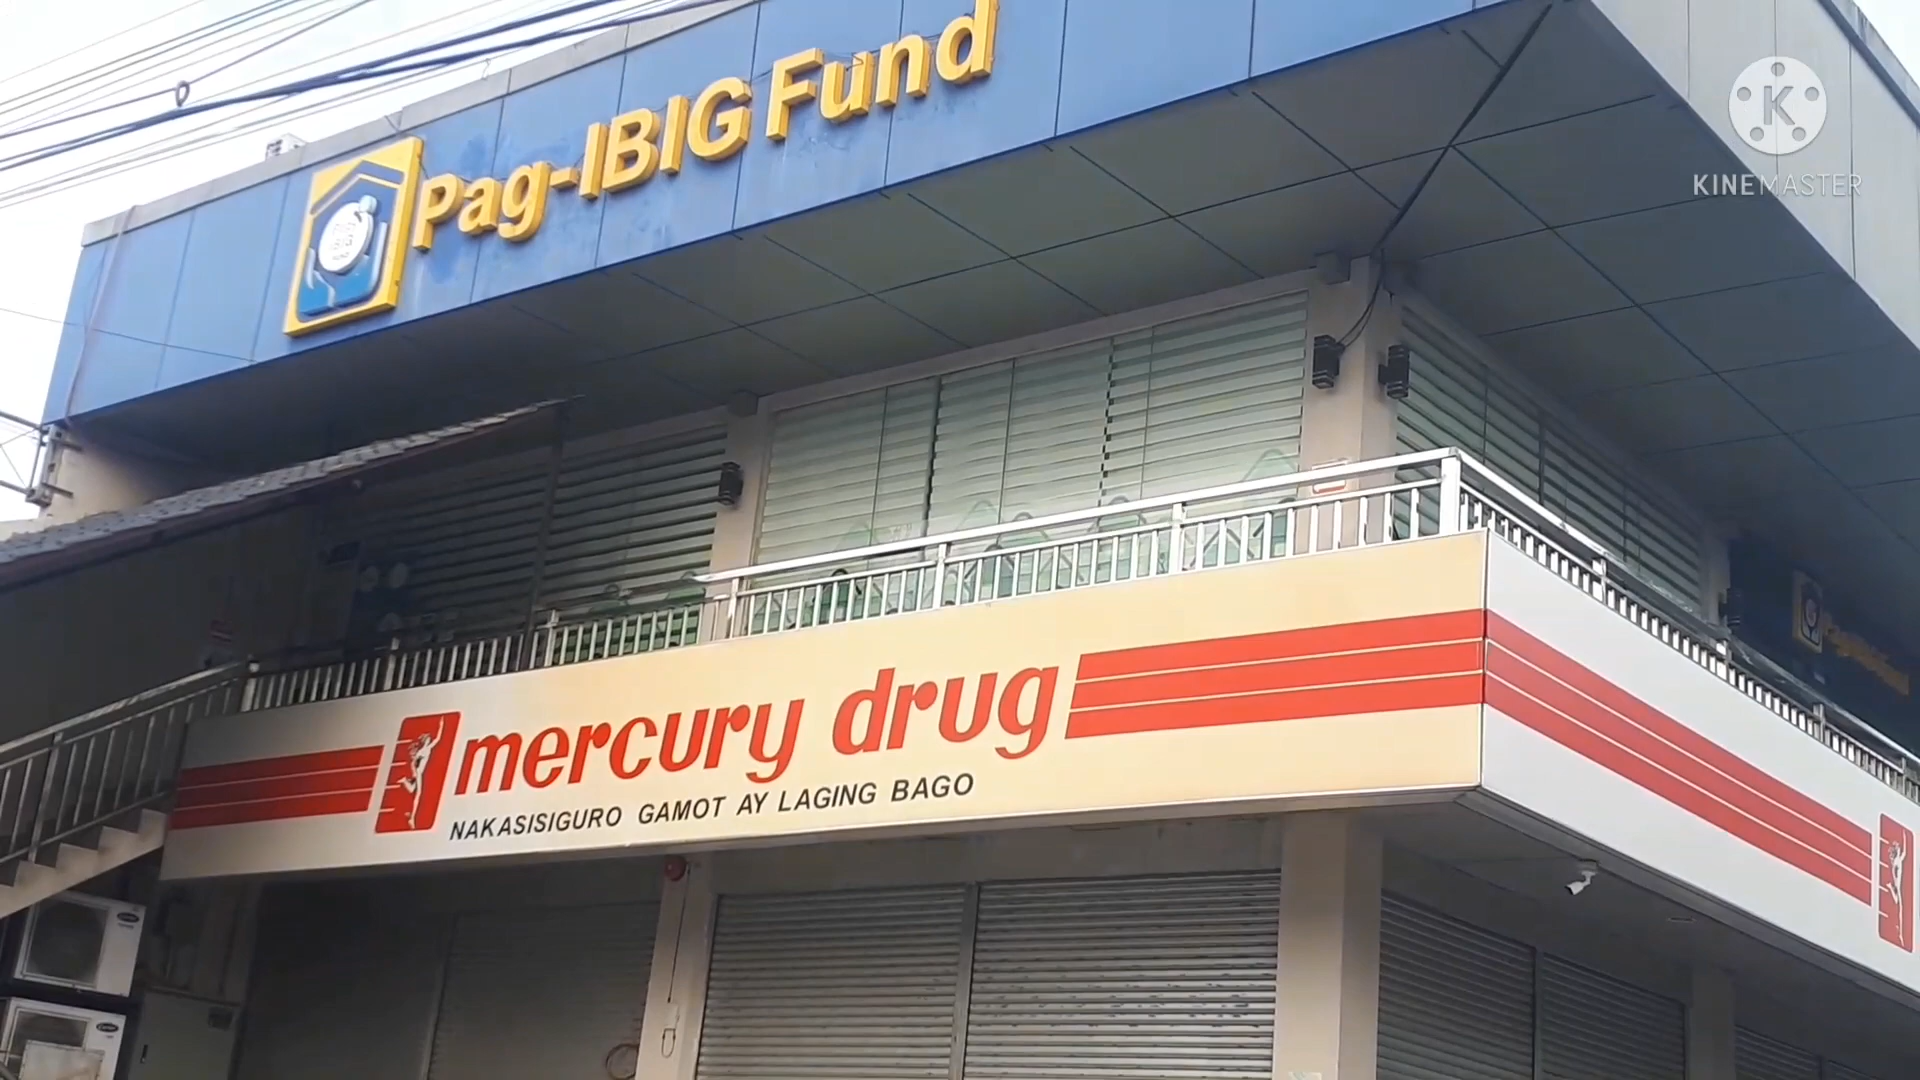 Pag-IBIG Fund
KINEMASTER
mercury drug
NAKASISIGURO GAMOT AY LAGING BAGO